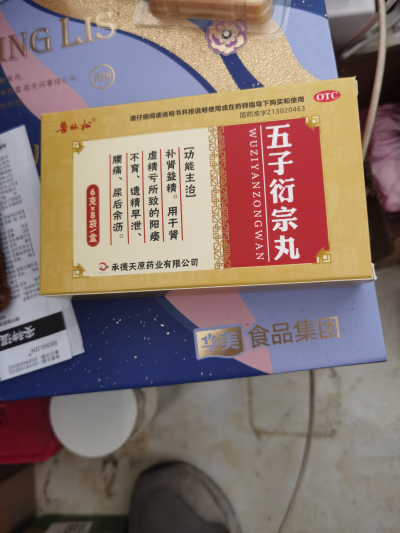 ING LIS
请仔细阅读说明书并按说明使用或在药师指导下购买和使用
OTC
国药准字Z13020463
五子衍宗丸
WUZIYANZONGWAN
【功能主治】
补肾益精。用于肾
虚精亏所致的阳痿
不育、遗精早泄、
腰痛、尿后余沥。
6克×8袋/盒
承德天原药业有限公司
华美
食品集团
HENGJIN